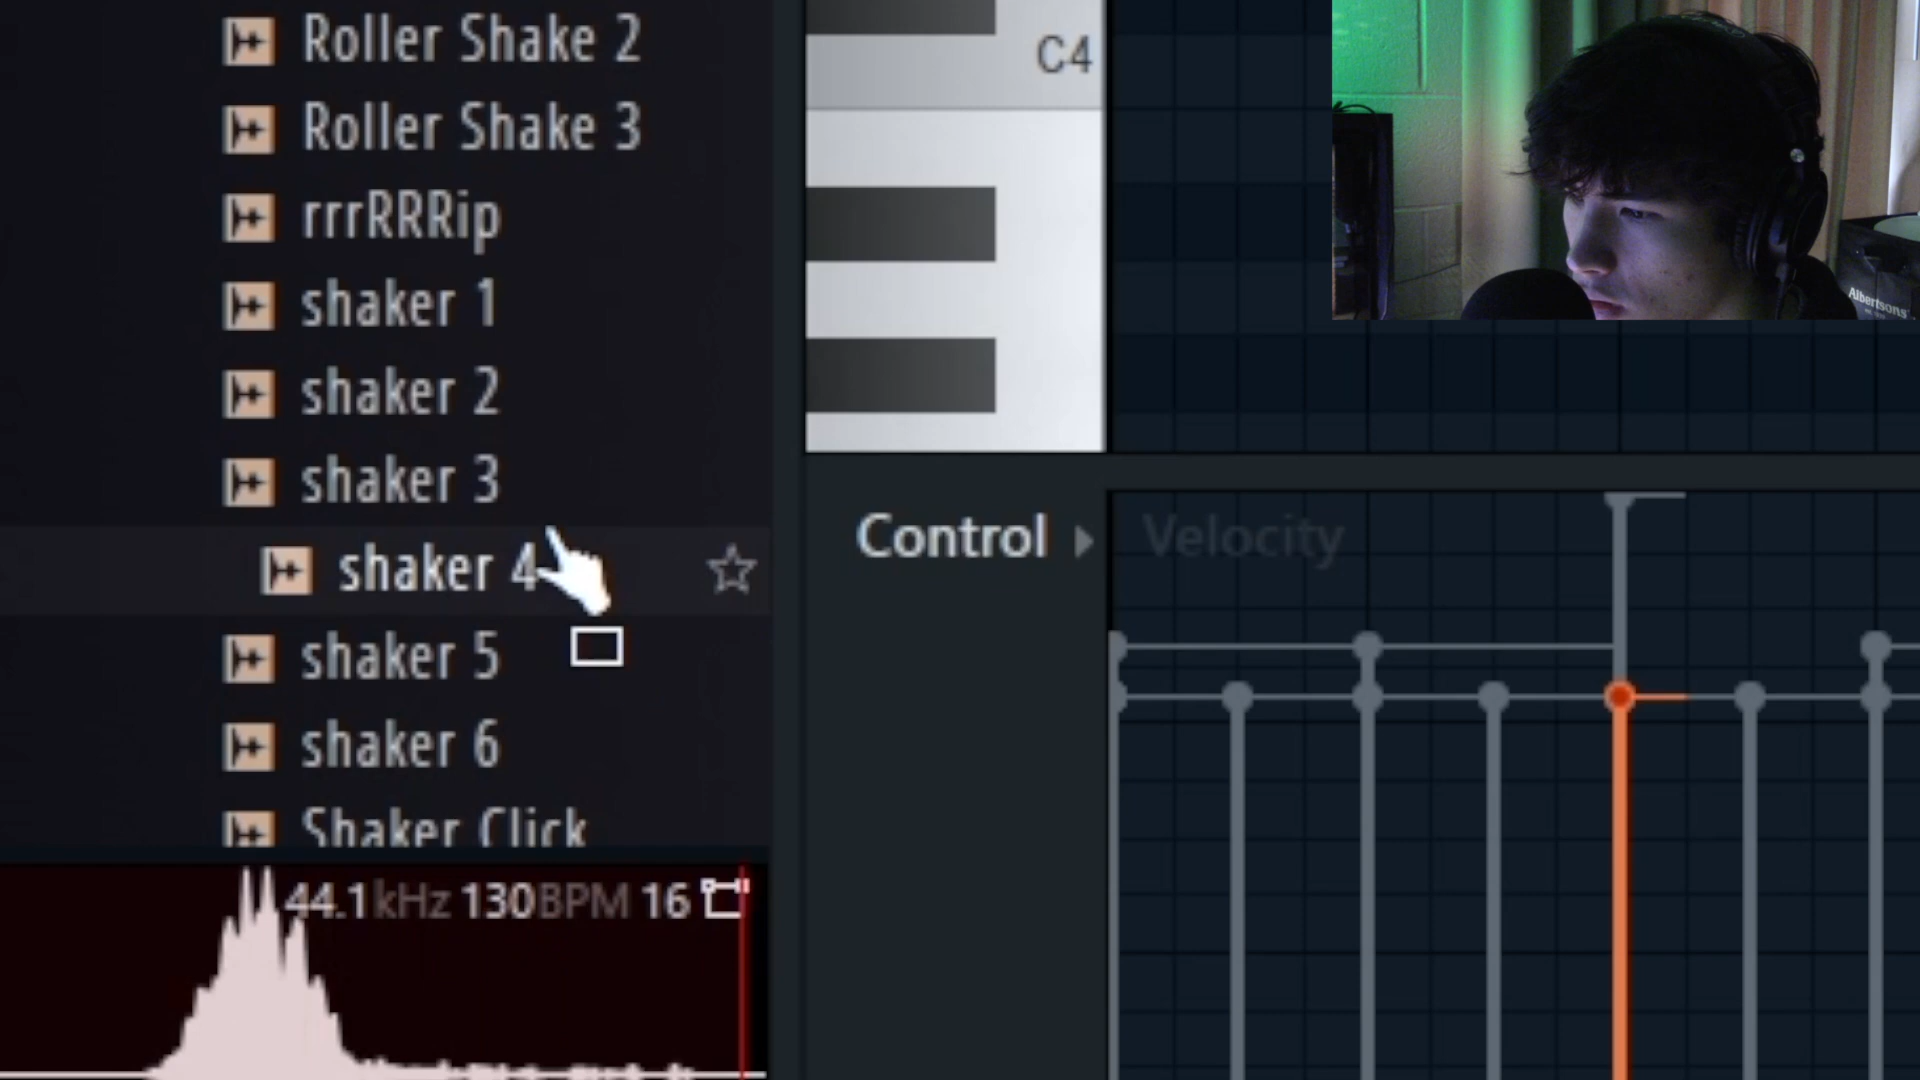 Roller Shake 2
Roller Shake 3
rrrRRRip
shaker 1
shaker 2
shaker 3
shaker 4
shaker 5
shaker 6
Shaker Click
44.1kHz 130BPM 16
C4
Control
Velocity
Albertsons